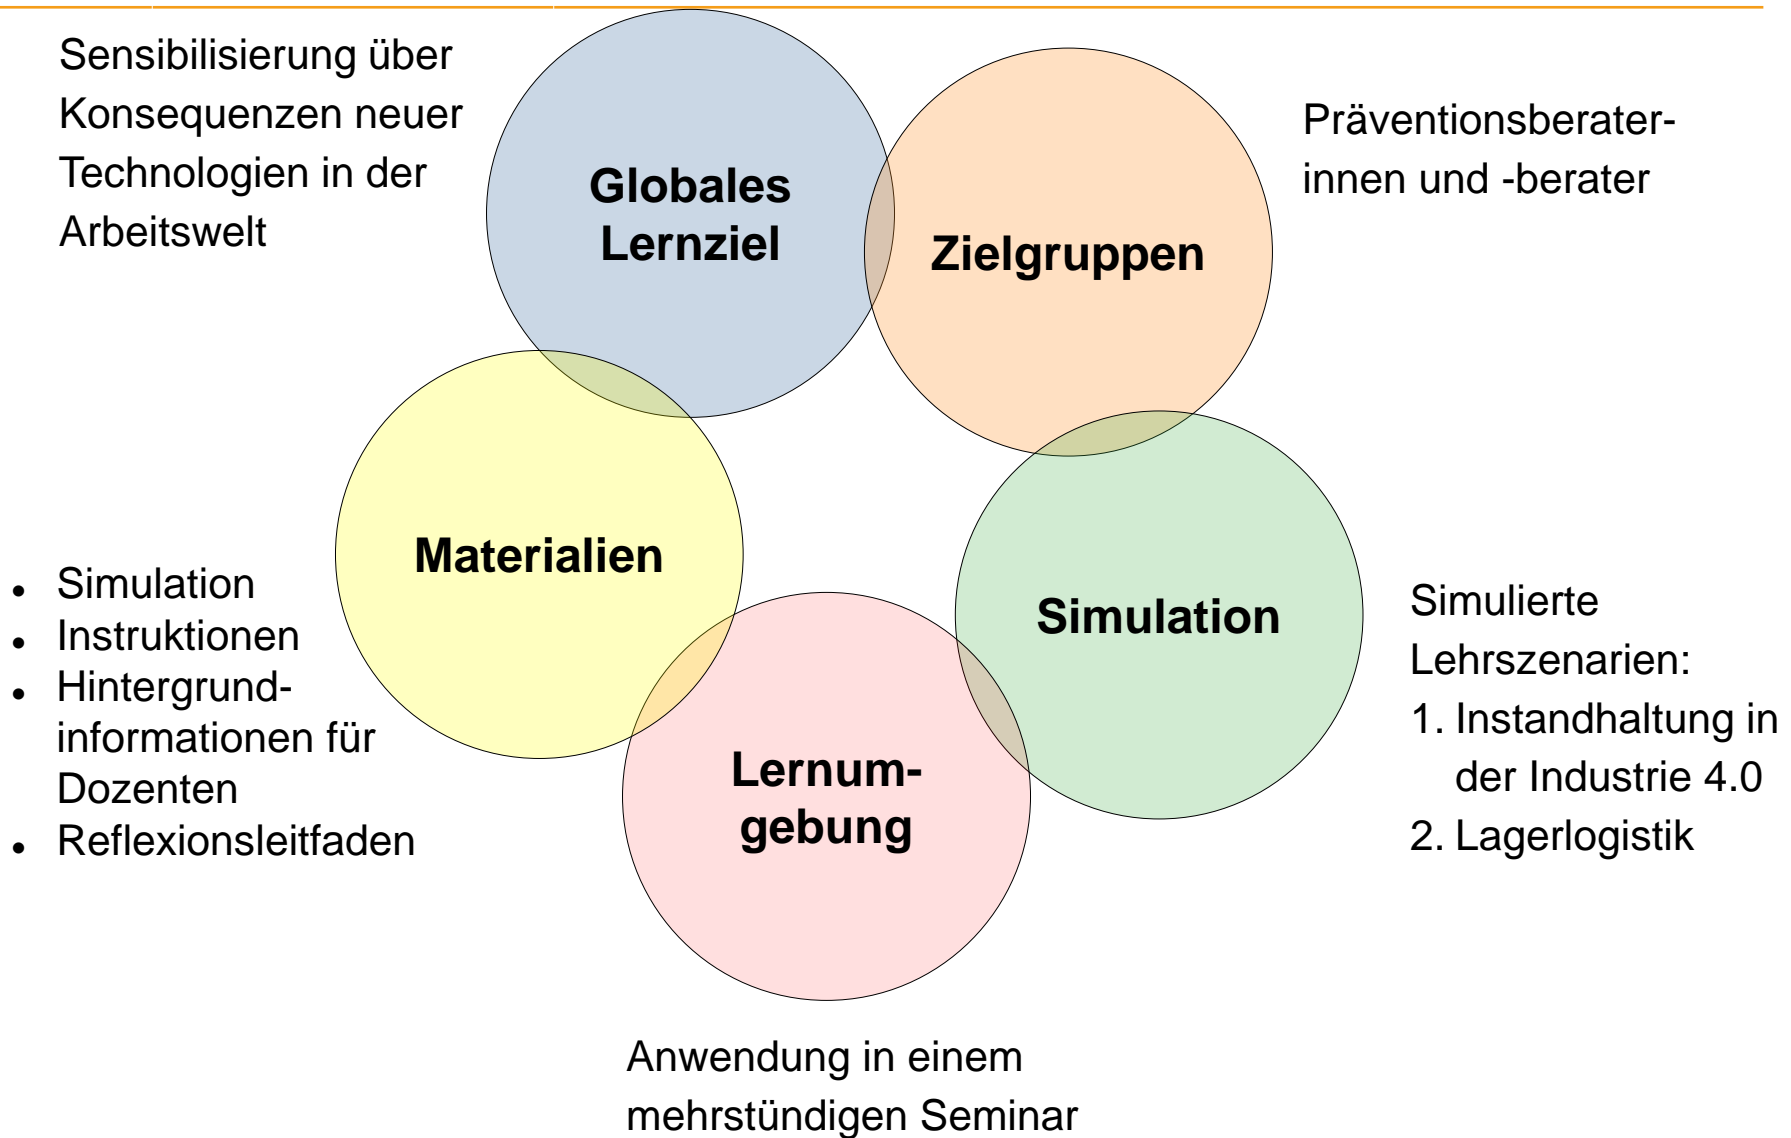 Sensibilisierung über
Konsequenzen neuer
Technologien in der
Arbeitswelt
Globales
Lernziel
Zielgruppen
Präventionsberater-
innen und -berater
Materialien
• Simulation
• Instruktionen
• Hintergrund-
informationen für
Dozenten
• Reflexionsleitfaden
Simulation
Simulierte
Lehrszenarien:
1. Instandhaltung in
der Industrie 4.0
2. Lagerlogistik
Lernum-
gebung
Anwendung in einem
mehrstündigen Seminar